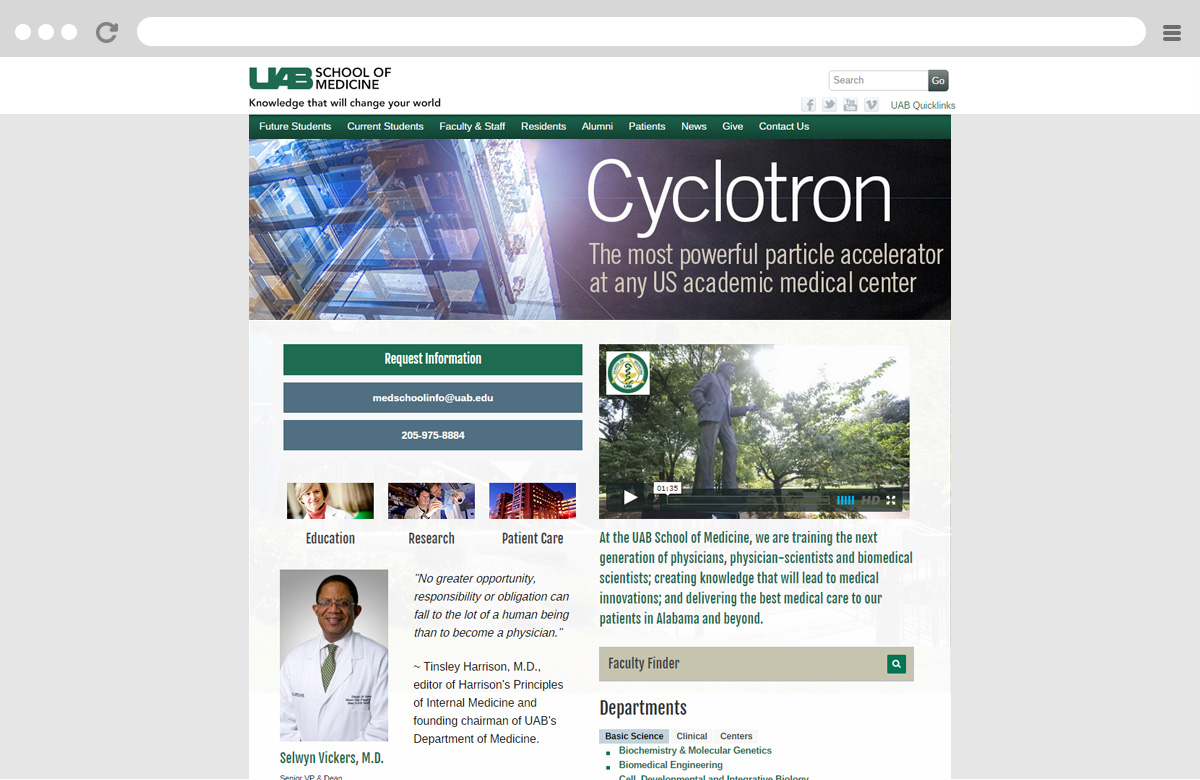 UAB SCHOOL OF
MEDICINE
Knowledge that will change your world
Search
Go
UAB Quicklinks
Future Students Current Students Faculty & Staff Residents Alumni Patients News Give Contact Us
Cyclotron
The most powerful particle accelerator
at any US academic medical center
Request Information
medschoolinfo@uab.edu
205-975-8884
Education Research Patient Care
"No greater opportunity,
responsibility or obligation can
fall to the lot of a human being
than to become a physician."
~ Tinsley Harrison, M.D.,
editor of Harrison's Principles
of Internal Medicine and
founding chairman of UAB's
Department of Medicine.
Selwyn Vickers, M.D.
Senior VP & Dean
01:35
HD
At the UAB School of Medicine, we are training the next
generation of physicians, physician-scientists and biomedical
scientists; creating knowledge that will lead to medical
innovations; and delivering the best medical care to our
patients in Alabama and beyond.
Faculty Finder
Departments
Basic Science Clinical Centers
Biochemistry & Molecular Genetics
Biomedical Engineering
Cell, Developmental and Integrative Biology